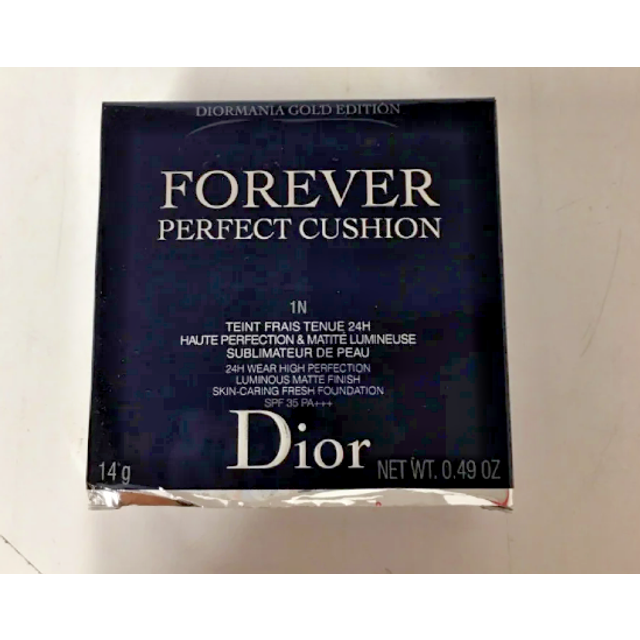 DIORMANIA GOLD EDITION
FOREVER
PERFECT CUSHION
1N
TEINT FRAIS TENUE 24H
HAUTE PERFECTION & MATITÉ LUMINEUSE
SUBLIMATEUR DE PEAU
24H WEAR HIGH PERFECTION
LUMINOUS MATTE FINISH
SKIN-CARING FRESH FOUNDATION
SPF 35 PA+++
Dior
14 g
NET WT. 0.49 OZ